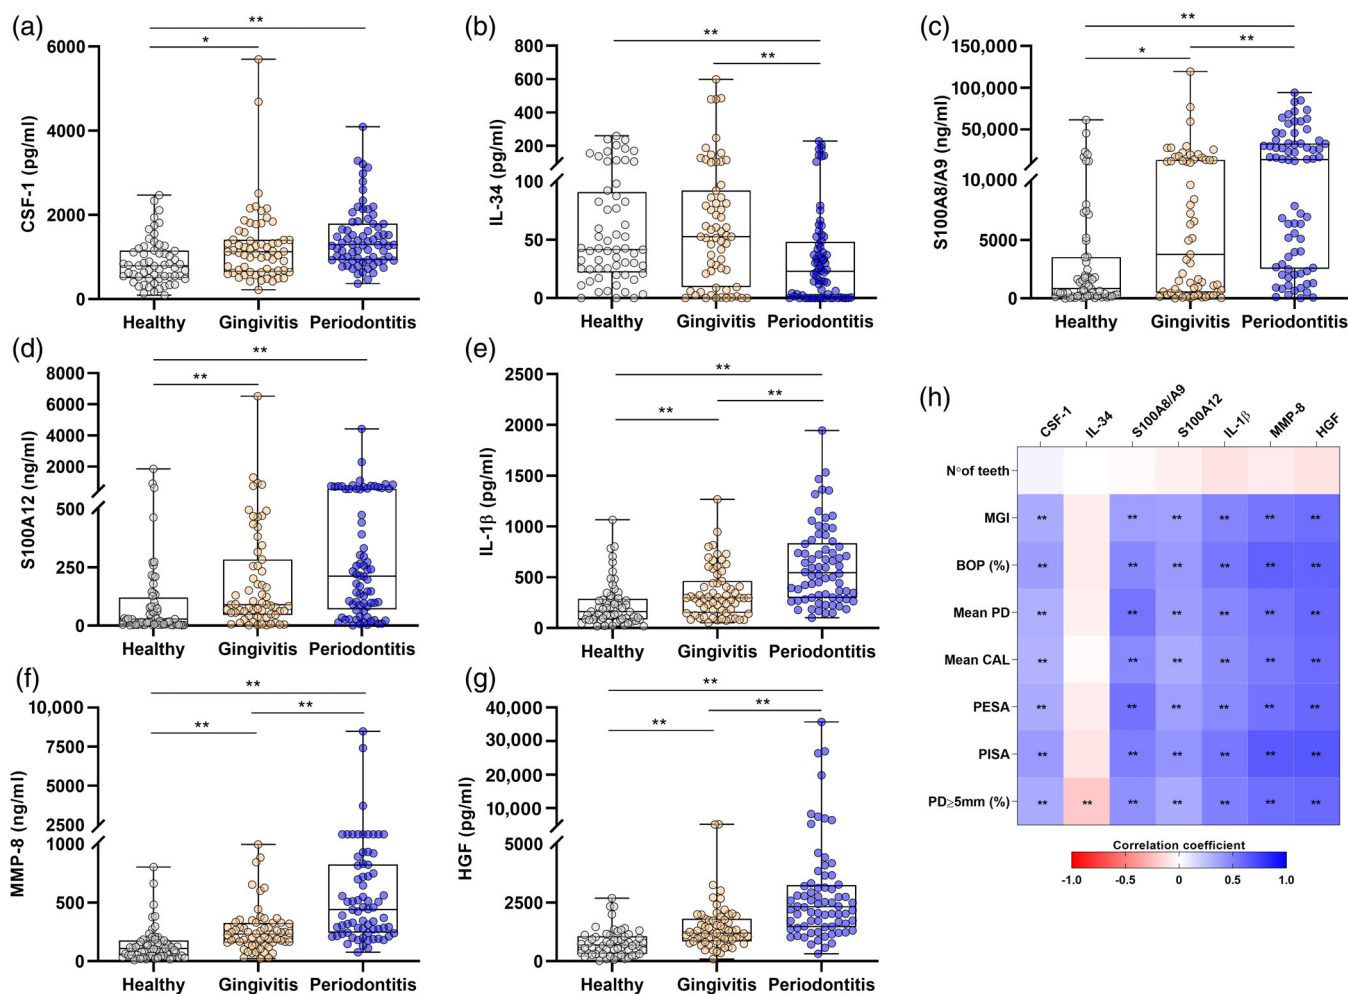 (a)
**
*
6000
4000
2000
1000
0
CSF-1 (pg/ml)
Healthy Gingivitis Periodontitis
(b)
**
**
800
600
400
200
100
50
0
IL-34 (pg/ml)
Healthy Gingivitis Periodontitis
(c)
**
* **
150,000
100,000
50,000
10,000
5000
0
S100A8/A9 (ng/ml)
Healthy Gingivitis Periodontitis
(d)
**
**
8000
6000
4000
2000
500
250
0
S100A12 (ng/ml)
Healthy Gingivitis Periodontitis
(e)
**
**
**
2500
2000
1500
1000
500
0
IL-1β (pg/ml)
Healthy Gingivitis Periodontitis
(f)
**
**
**
10,000
7500
5000
2500
1000
500
0
MMP-8 (ng/ml)
Healthy Gingivitis Periodontitis
(g)
**
**
**
40,000
30,000
20,000
10,000
5000
2500
0
HGF (pg/ml)
Healthy Gingivitis Periodontitis
(h)
CSF-1 IL-34 S100A8/A9 S100A12 IL-1β MMP-8 HGF
N°of teeth
MGI ** ** ** ** ** **
BOP (%) ** ** ** ** ** **
Mean PD ** ** ** ** ** **
Mean CAL ** ** ** ** ** **
PESA ** ** ** ** ** **
PISA ** ** ** ** ** **
PD≥5mm (%) ** ** ** ** ** ** **
Correlation coefficient
-1.0 -0.5 0 0.5 1.0